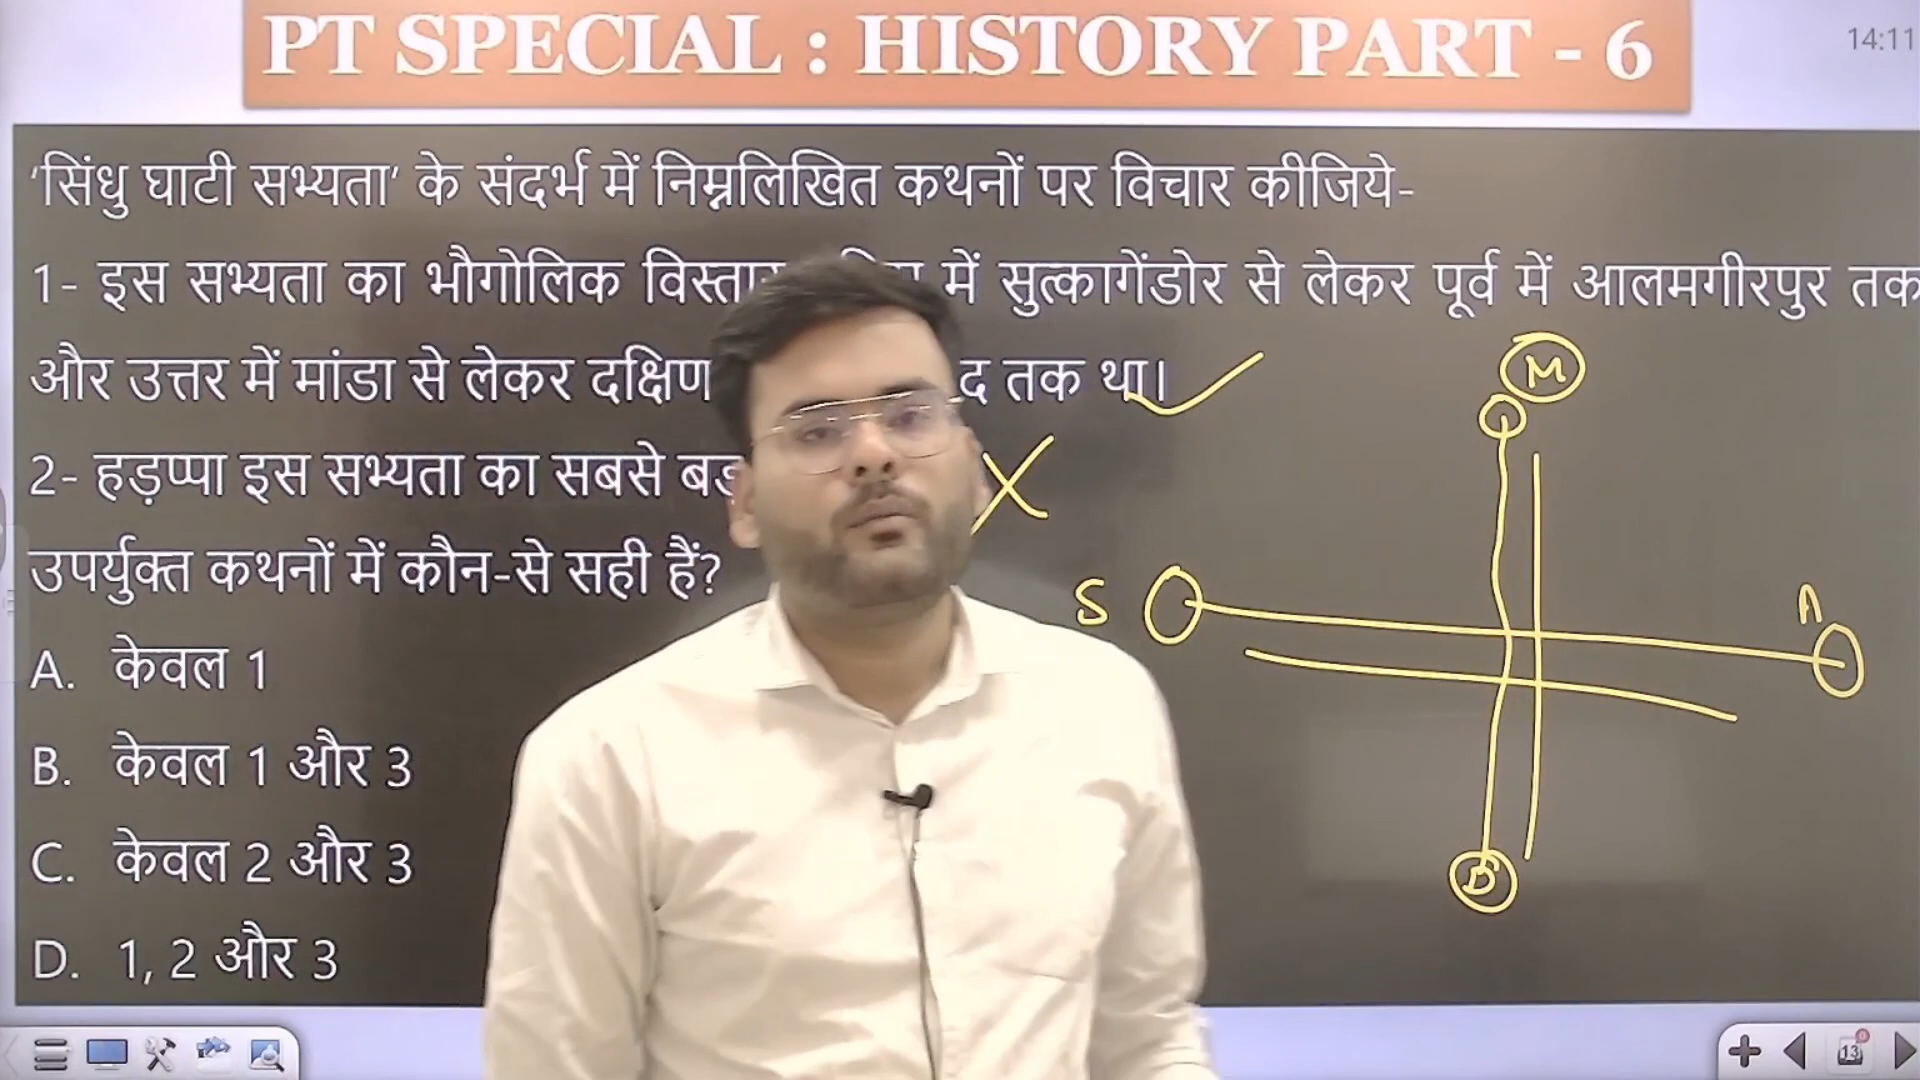 PT SPECIAL : HISTORY PART - 6
14:11
'सिंधु घाटी सभ्यता' के संदर्भ में निम्नलिखित कथनों पर विचार कीजिये-
1- इस सभ्यता का भौगोलिक में सुत्कागेंडोर से लेकर पूर्व में आलमगीरपुर तक
और उत्तर में मांडा से लेकर दक्षिण तक था।
M
2- हड़प्पा इस सभ्यता का सबसे
उपर्युक्त कथनों में कौन-से सही हैं?
S
A
A. केवल 1
B. केवल 1 और 3
C. केवल 2 और 3
D
D. 1, 2 और 3
13